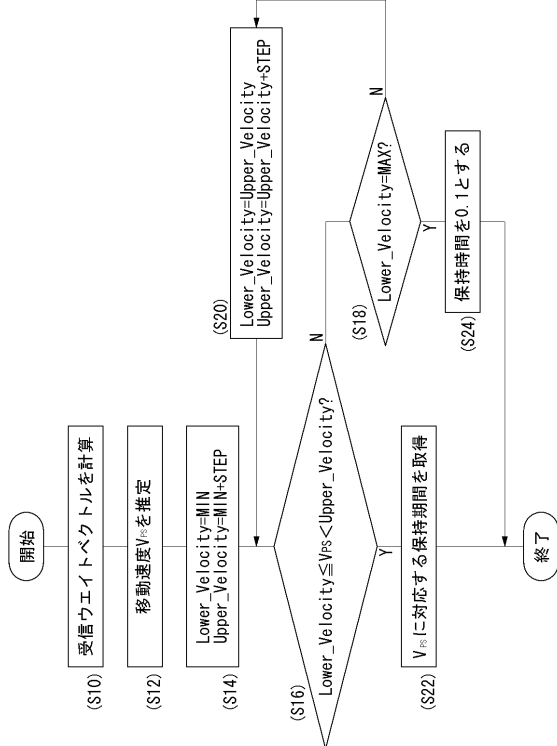 開始
(S10)
受信ウエイトベクトルを計算
(S12)
移動速度VPSを推定
(S14)
Lower_Velocity=MIN
Upper_Velocity=MIN+STEP
(S16)
Lower_Velocity≦VPS<Upper_Velocity?
N
Y
(S18)
Lower_Velocity=MAX?
N
Y
(S20)
Lower_Velocity=Upper_Velocity
Upper_Velocity=Upper_Velocity+STEP
(S22)
VPSに対応する保持期間を取得
(S24)
保持時間を0.1とする
終了